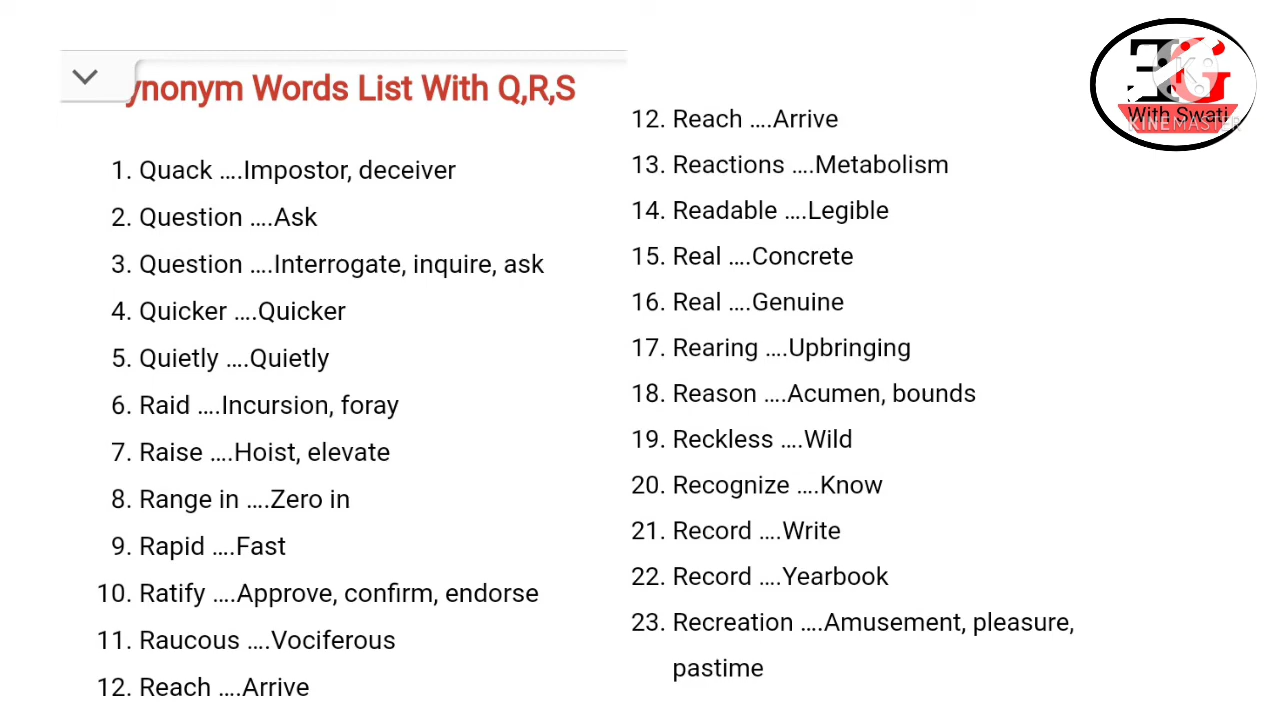 ynonym Words List With Q,R,S
1. Quack ....Impostor, deceiver
2. Question ....Ask
3. Question ....Interrogate, inquire, ask
4. Quicker ....Quicker
5. Quietly ....Quietly
6. Raid ....Incursion, foray
7. Raise ....Hoist, elevate
8. Range in ....Zero in
9. Rapid ....Fast
10. Ratify ....Approve, confirm, endorse
11. Raucous ....Vociferous
12. Reach ....Arrive
12. Reach ....Arrive
13. Reactions ....Metabolism
14. Readable ....Legible
15. Real ....Concrete
16. Real ....Genuine
17. Rearing ....Upbringing
18. Reason ....Acumen, bounds
19. Reckless ....Wild
20. Recognize ....Know
21. Record ....Write
22. Record ....Yearbook
23. Recreation ....Amusement, pleasure,
pastime
With Swati
KINEMASTER